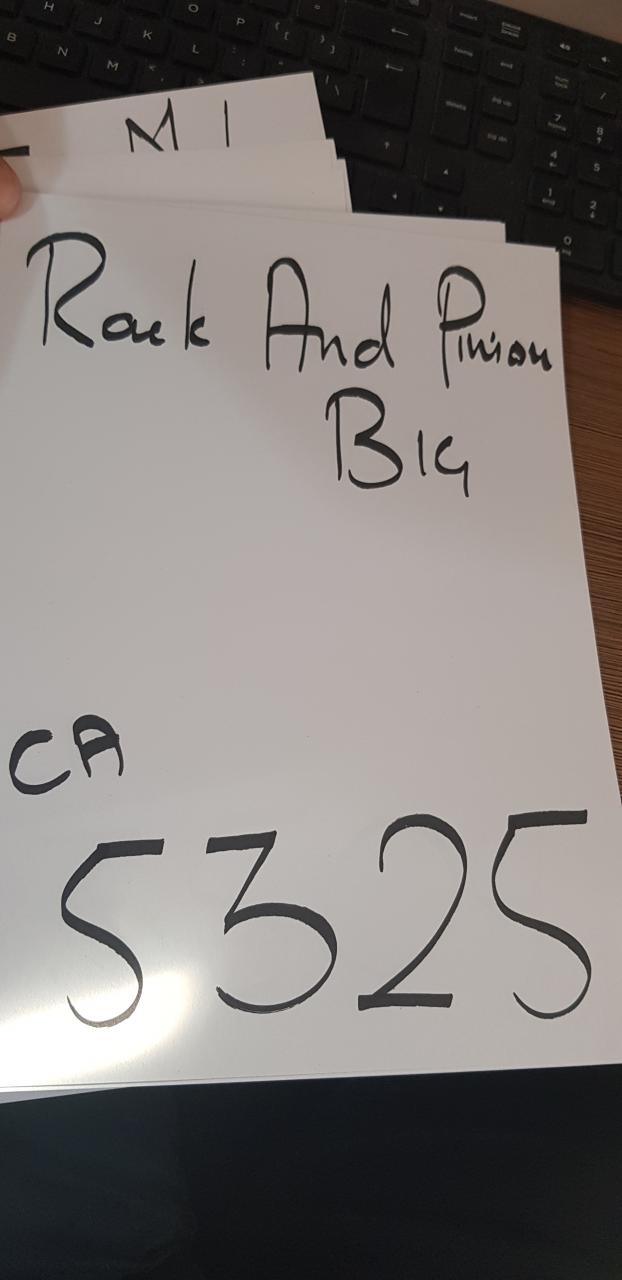 M I
Rack And Pinion
BIG
CA
5325